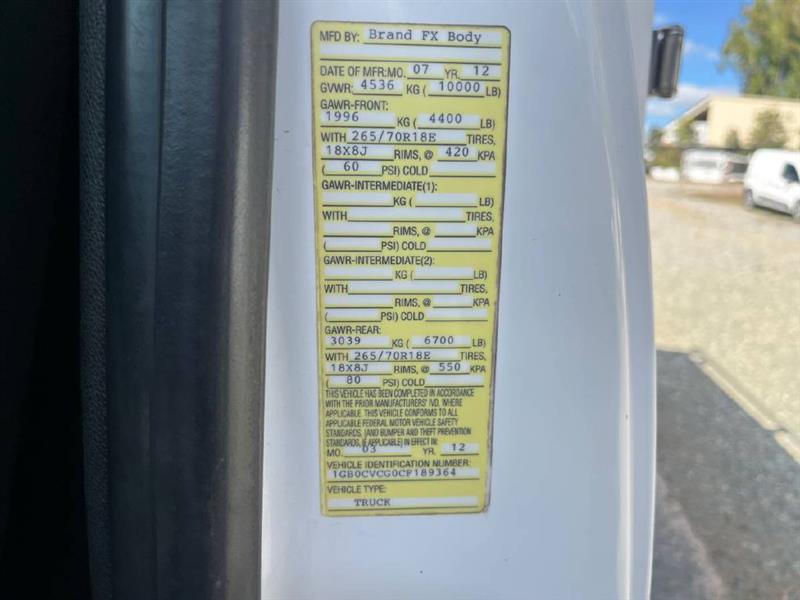 MFD BY: Brand FX Body
DATE OF MFR: MO. 07 YR. 12
GVWR: 4536 KG ( 10000 LB)
GAWR-FRONT:
1996 KG ( 4400 LB)
WITH 265/70R18E TIRES,
18X8J RIMS, @ 420 KPA
( 60 PSI) COLD
GAWR-INTERMEDIATE(1):
KG ( LB)
WITH TIRES,
RIMS, @ KPA
( PSI) COLD
GAWR-INTERMEDIATE(2):
KG ( LB)
WITH TIRES,
RIMS, @ KPA
( PSI) COLD
GAWR-REAR:
3039 KG ( 6700 LB)
WITH 265/70R18E TIRES,
18X8J RIMS, @ 550 KPA
( 80 PSI) COLD
THIS VEHICLE HAS BEEN COMPLETED IN ACCORDANCE
WITH THE PRIOR MANUFACTURERS' IVD, WHERE
APPLICABLE. THIS VEHICLE CONFORMS TO ALL
APPLICABLE FEDERAL MOTOR VEHICLE SAFETY
STANDARDS, [AND BUMPER AND THEFT PREVENTION
STANDARDS, IF APPLICABLE] IN EFFECT IN:
MO. 03 YR. 12
VEHICLE IDENTIFICATION NUMBER:
1GB0CVCG0CF189364
VEHICLE TYPE:
TRUCK